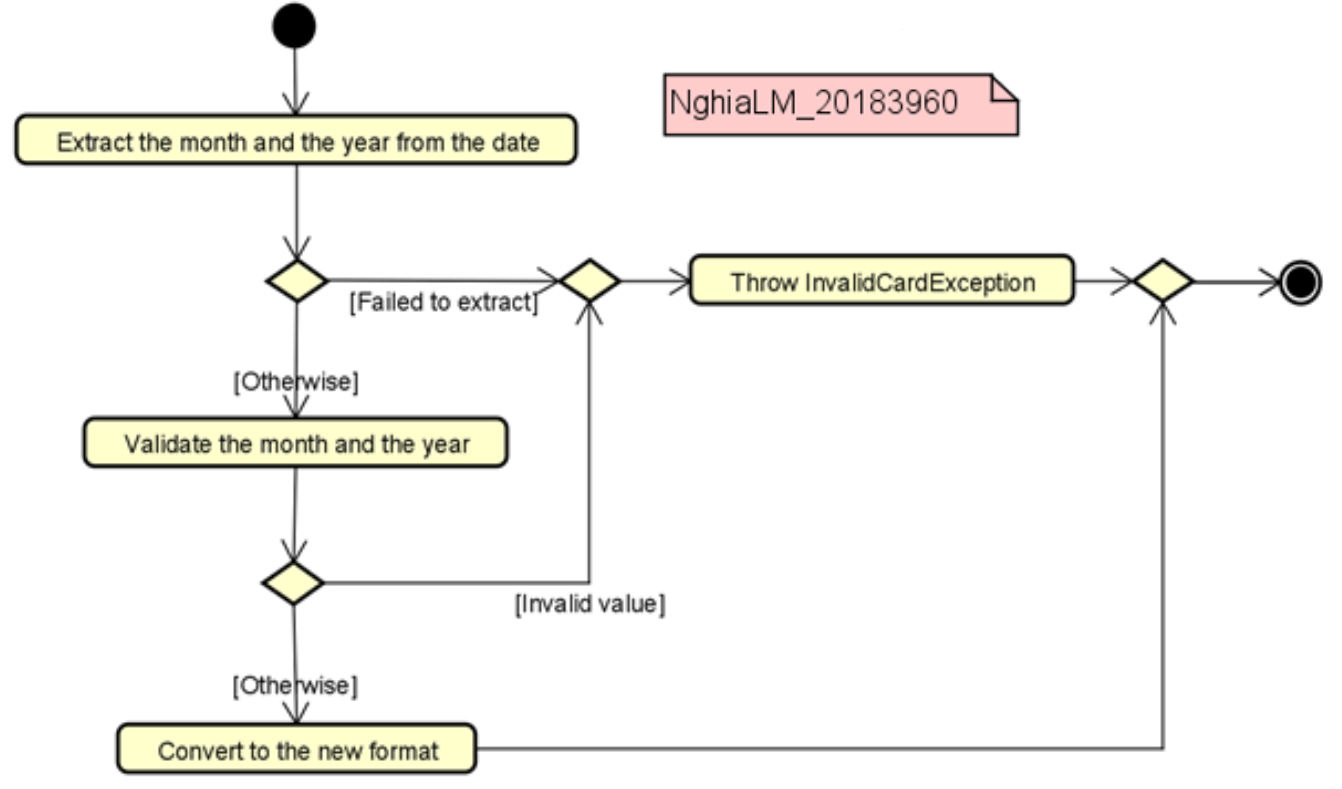 NghiaLM_20183960
Extract the month and the year from the date
[Failed to extract]
Throw InvalidCardException
[Otherwise]
Validate the month and the year
[Invalid value]
[Otherwise]
Convert to the new format